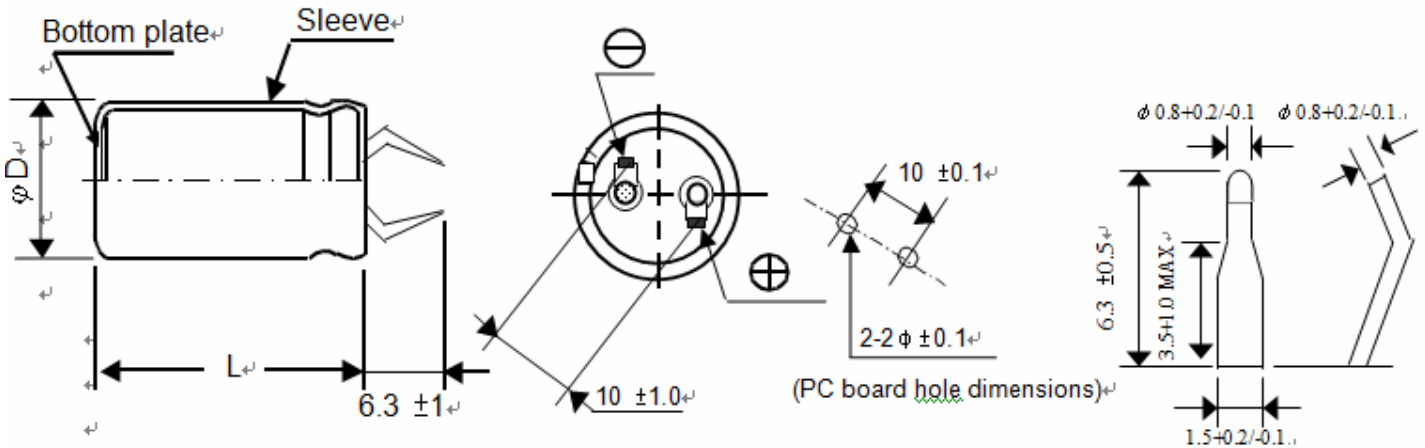 Bottom plate↵
Sleeve↵
φD↵
L↵
6.3 ±1↵
⊖
⊕
10 ±1.0↵
10 ±0.1↵
2-2ϕ±0.1↵
(PC board hole dimensions)↵
ϕ 0.8+0.2/-0.1
ϕ 0.8+0.2/-0.1↵
6.3 ±0.5↵
3.5+1.0 MAX↵
1.5+0.2/-0.1↵